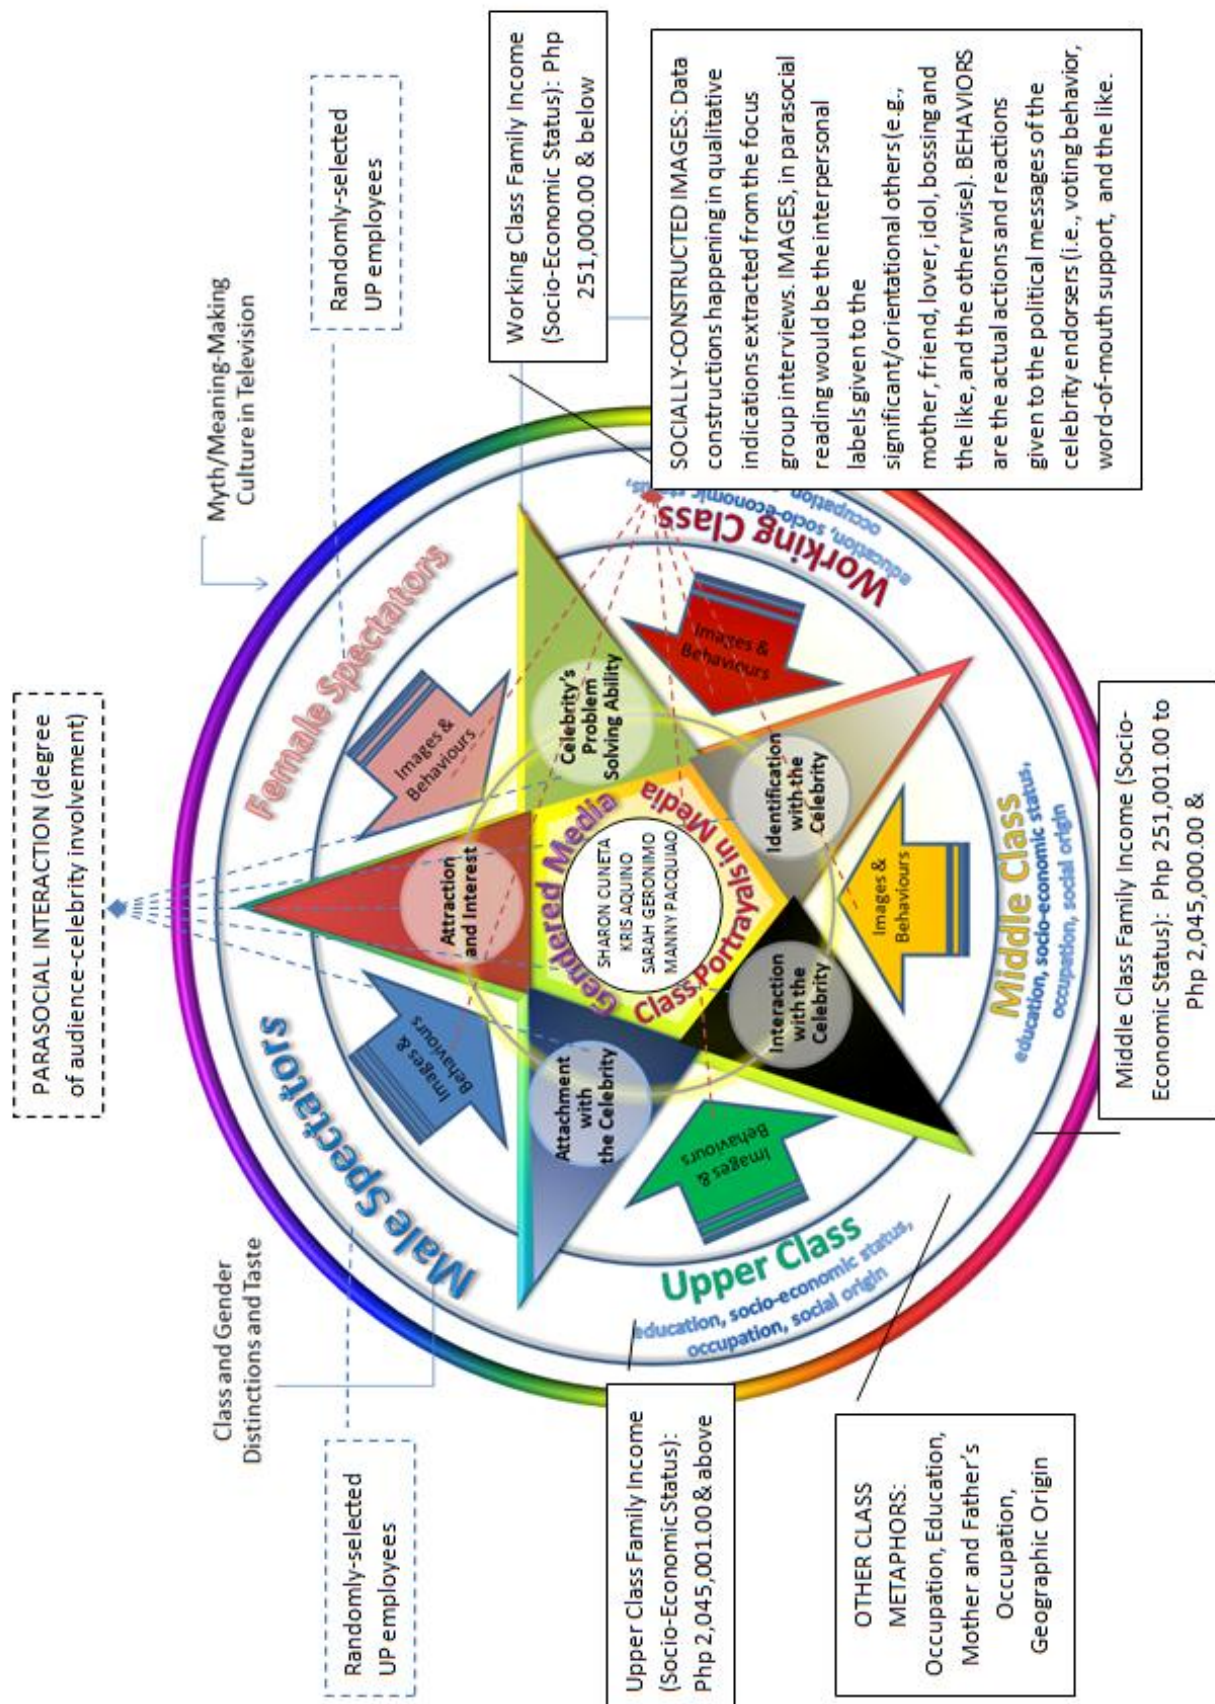 PARASOCIAL INTERACTION (degree
of audience-celebrity involvement)
Class and Gender
Distinctions and Taste
Myth/Meaning-Making
Culture in Television
Randomly-selected
UP employees
Randomly-selected
UP employees
Male Spectators
Female Spectators
Images &
Behaviours
Images &
Behaviours
Attraction
and Interest
Attachment
with
the Celebrity
Celebrity's
Problem
Solving Ability
Gendered Media
SHARON CUNETA
KRIS AQUINO
SARAH GERONIMO
MANNY PACQUIAO
Class Portrayals in Media
Interaction
with the
Celebrity
Identification
with the
Celebrity
Images &
Behaviours
Images &
Behaviours
Images &
Behaviours
Upper Class
education, socio-economic status,
occupation, social origin
Middle Class
education, socio-economic status,
occupation, social origin
Working Class
education, socio-economic status,
occupation
Upper Class Family Income
(Socio-Economic Status):
Php 2,045,001.00 & above
Working Class Family Income
(Socio-Economic Status): Php
251,000.00 & below
SOCIALLY-CONSTRUCTED IMAGES: Data
constructions happening in qualitative
indications extracted from the focus
group interviews. IMAGES, in parasocial
reading would be the interpersonal
labels given to the
significant/orientational others (e.g.,
mother, friend, lover, idol, bossing and
the like, and the otherwise). BEHAVIORS
are the actual actions and reactions
given to the political messages of the
celebrity endorsers (i.e., voting behavior,
word-of-mouth support, and the like.
OTHER CLASS
METAPHORS:
Occupation, Education,
Mother and Father's
Occupation,
Geographic Origin
Middle Class Family Income (Socio-
Economic Status): Php 251,001.00 to
Php 2,045,000.00 &